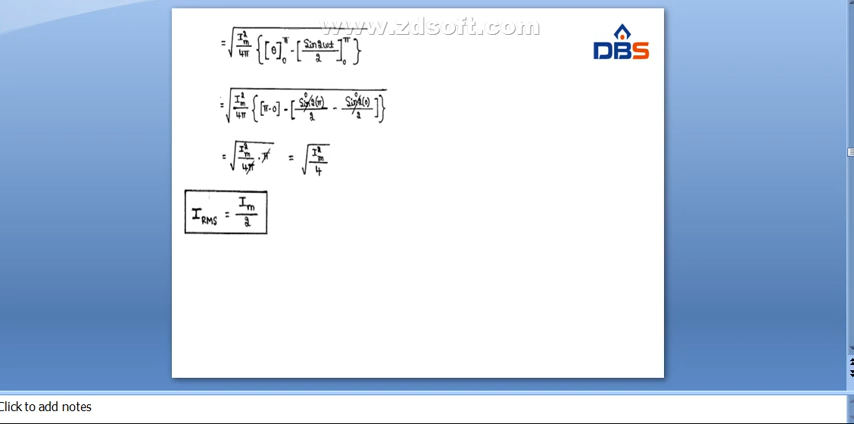 www.zdsoft.com
= √(I²m/4π {[θ]₀^π - [Sin2ωt/2]₀^π})
DBS
= √(I²m/4π {[π-0] - [Sin2(π)/2 - Sin2(0)/2]})
= √(I²m/4π · π) = √(I²m/4)
I_RMS = I_m/2
Click to add notes